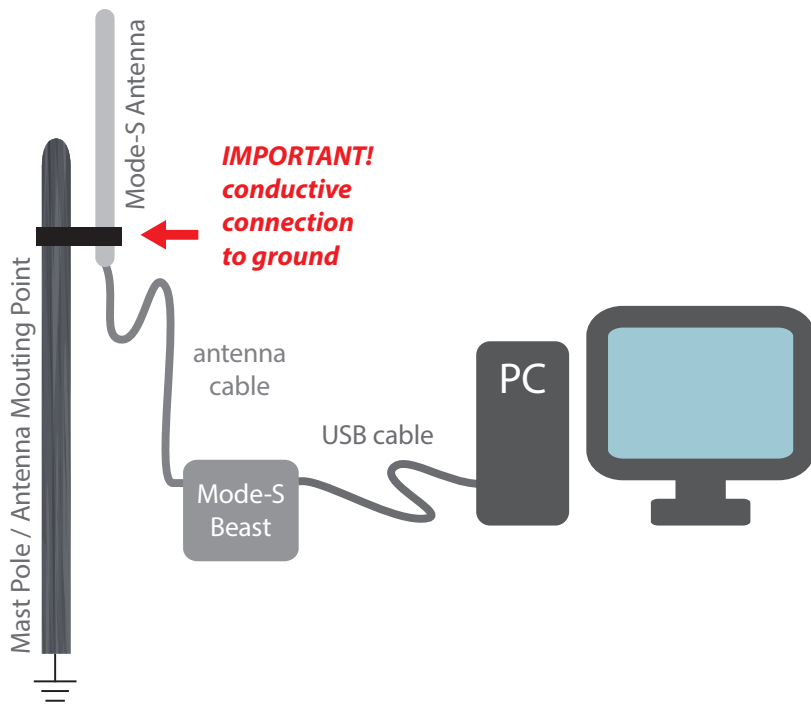 Mode-S Antenna
IMPORTANT!
conductive
connection
to ground
Mast Pole / Antenna Mouting Point
antenna
cable
PC
USB cable
Mode-S
Beast